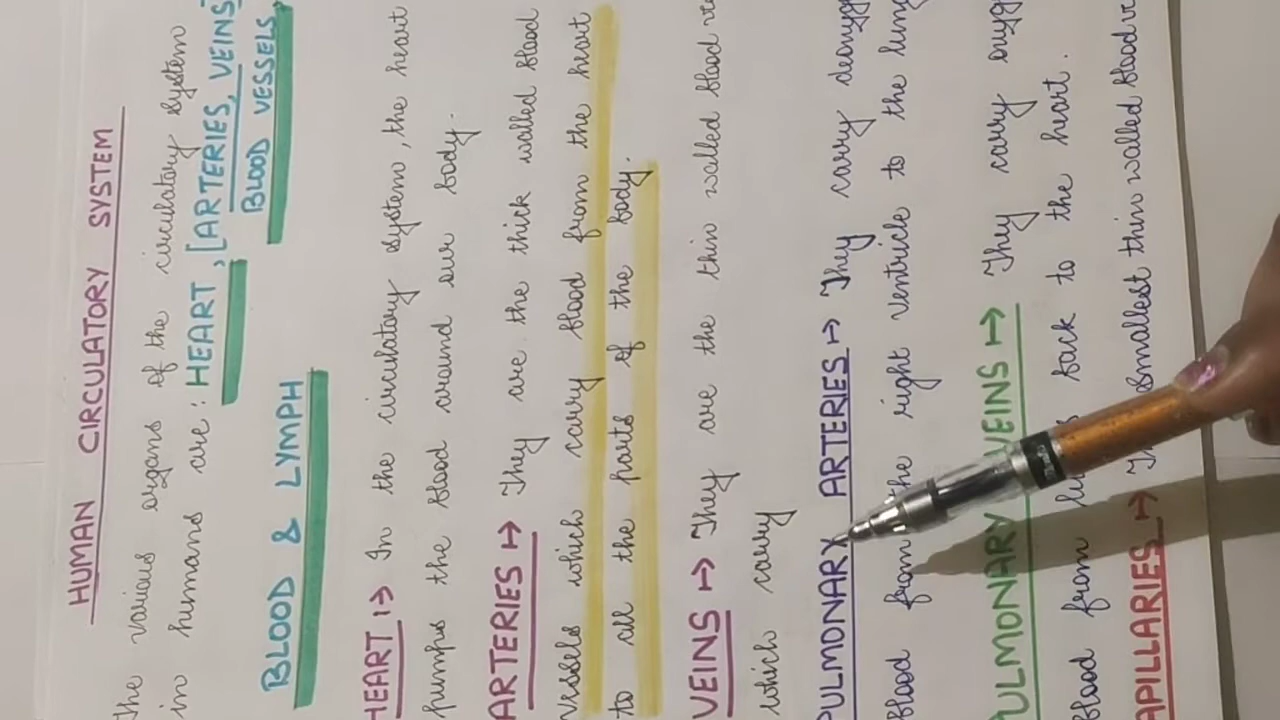 HUMAN CIRCULATORY SYSTEM
The various organs of the circulatory system
in humans are: HEART, [ARTERIES, VEINS]
BLOOD VESSELS
BLOOD & LYMPH
HEART :→ In the circulatory system, the heart
pumps the blood around our body.
ARTERIES :→ They are the thick walled blood
vessels which carry blood from the heart
to all the parts of the body.
VEINS :→ They are the thin walled blood
which carry
PULMONARY ARTERIES :→ They carry
blood from the right ventricle to the
PULMONARY VEINS :→ They carry
blood from back to the heart.
APILLARIES :→ Smallest thin walled blood